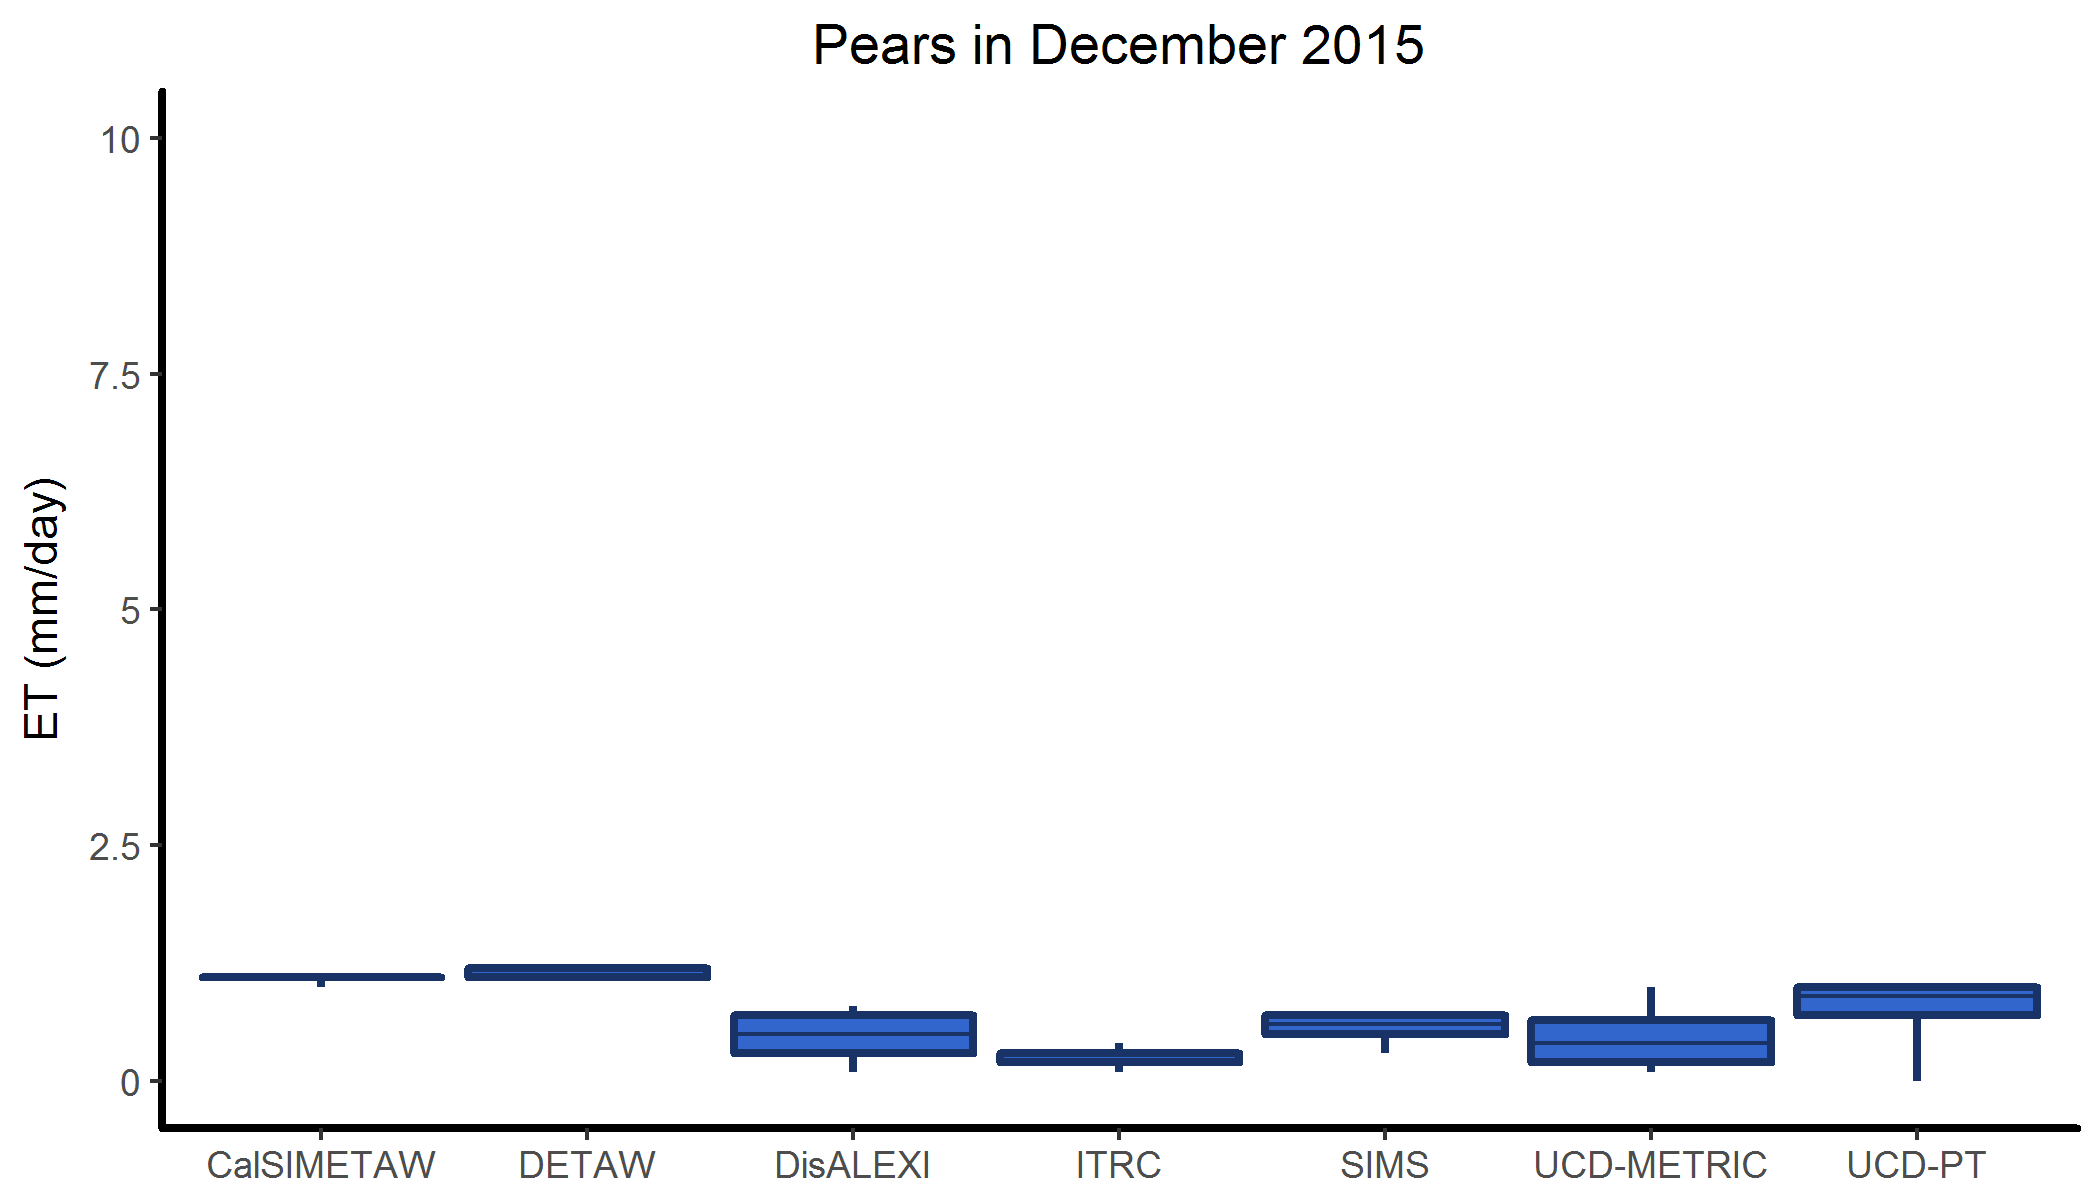 Pears in December 2015
ET (mm/day)
10
7.5
5
2.5
0
CalSIMETAW DETAW DisALEXI ITRC SIMS UCD-METRIC UCD-PT